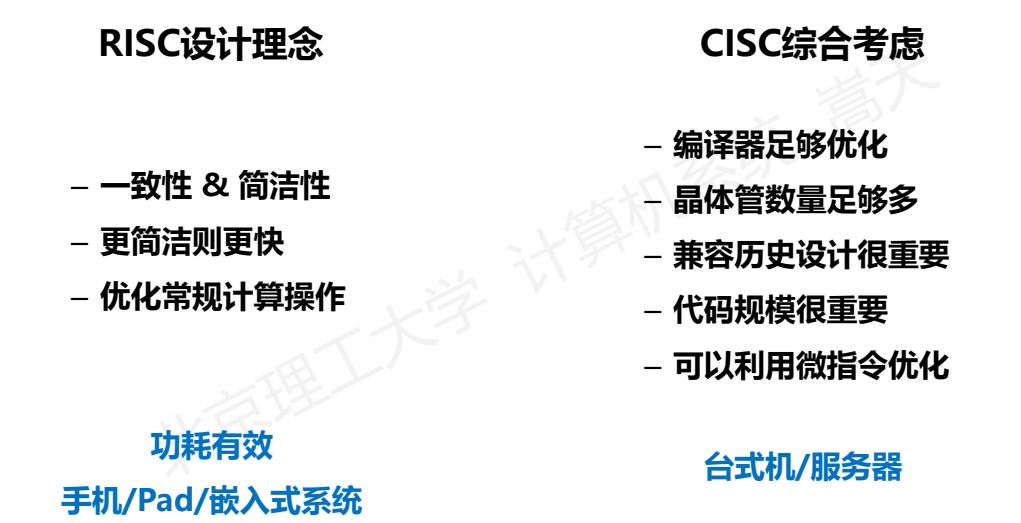 RISC设计理念
– 一致性 & 简洁性
– 更简洁则更快
– 优化常规计算操作
功耗有效
手机/Pad/嵌入式系统
CISC综合考虑
– 编译器足够优化
– 晶体管数量足够多
– 兼容历史设计很重要
– 代码规模很重要
– 可以利用微指令优化
台式机/服务器
北京理工大学 计算机系统 嵩天